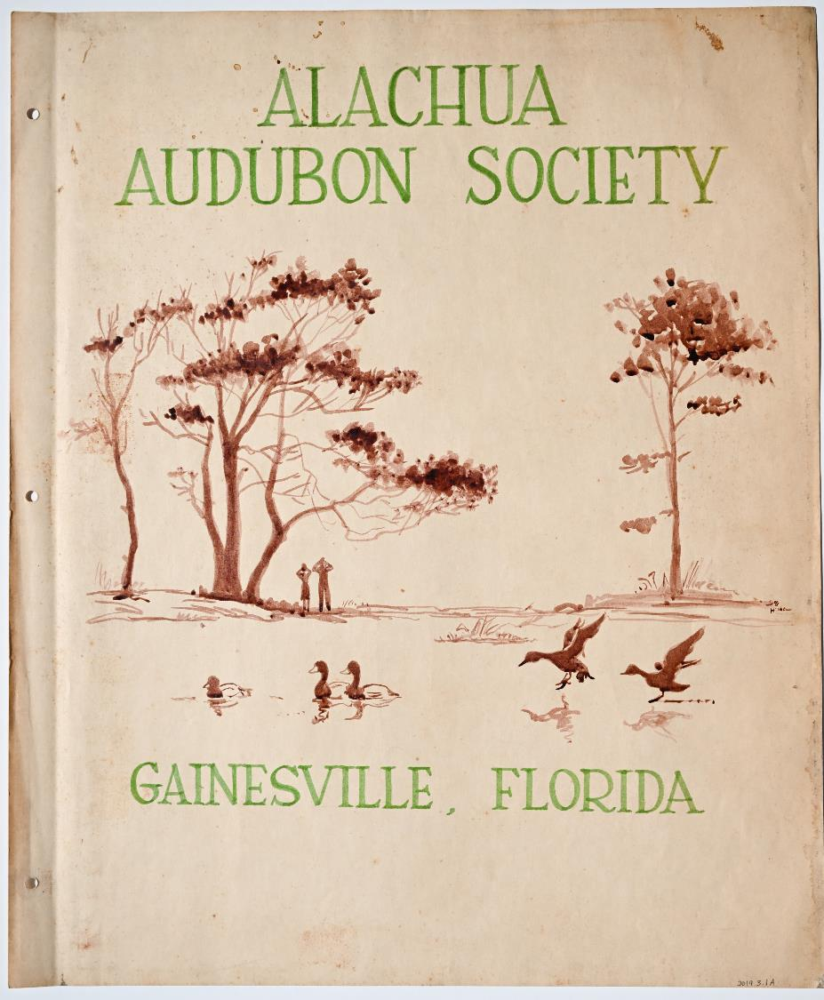 ALACHUA
AUDUBON SOCIETY
GAINESVILLE, FLORIDA
2019 3.1A